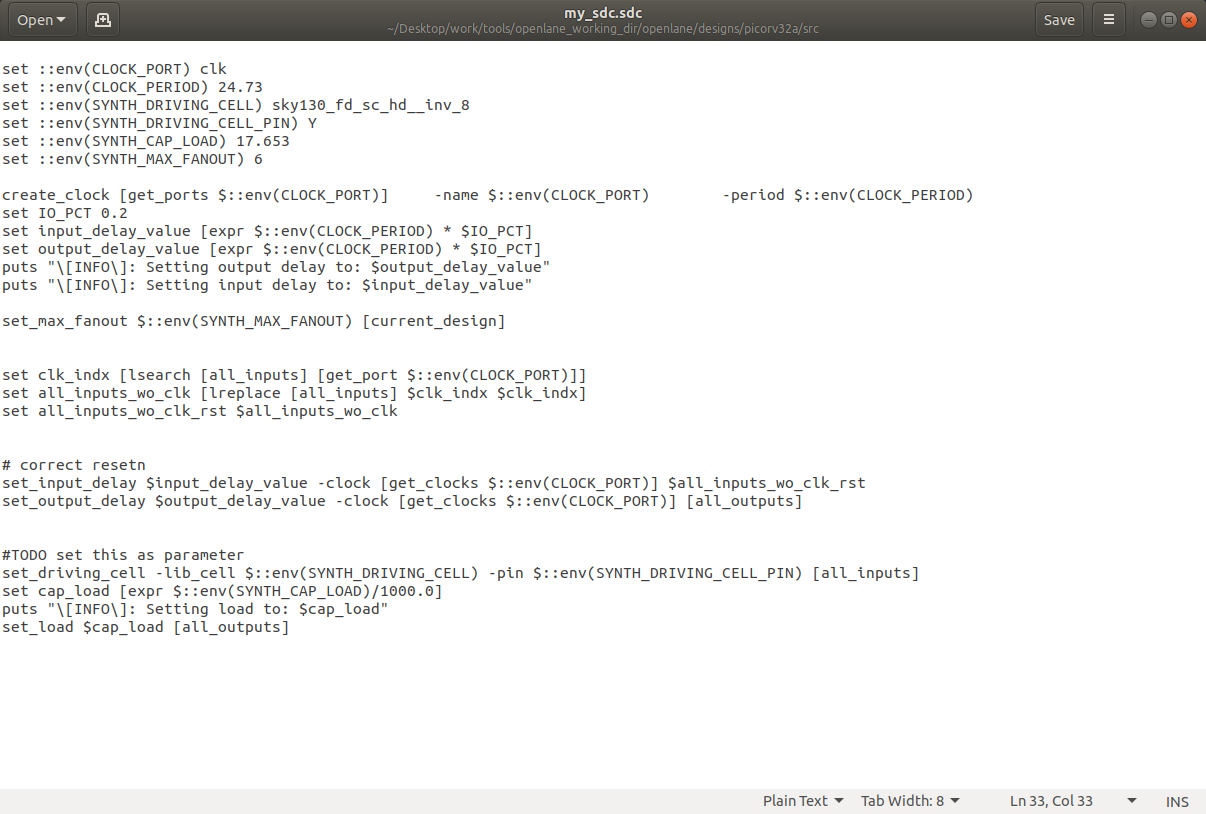 Open
my_sdc.sdc
~/Desktop/work/tools/openlane_working_dir/openlane/designs/picorv32a/src
Save
set ::env(CLOCK_PORT) clk
set ::env(CLOCK_PERIOD) 24.73
set ::env(SYNTH_DRIVING_CELL) sky130_fd_sc_hd__inv_8
set ::env(SYNTH_DRIVING_CELL_PIN) Y
set ::env(SYNTH_CAP_LOAD) 17.653
set ::env(SYNTH_MAX_FANOUT) 6
create_clock [get_ports $::env(CLOCK_PORT)]	-name $::env(CLOCK_PORT)	-period $::env(CLOCK_PERIOD)
set IO_PCT 0.2
set input_delay_value [expr $::env(CLOCK_PERIOD) * $IO_PCT]
set output_delay_value [expr $::env(CLOCK_PERIOD) * $IO_PCT]
puts "\[INFO\]: Setting output delay to: $output_delay_value"
puts "\[INFO\]: Setting input delay to: $input_delay_value"
set_max_fanout $::env(SYNTH_MAX_FANOUT) [current_design]
set clk_indx [lsearch [all_inputs] [get_port $::env(CLOCK_PORT)]]
set all_inputs_wo_clk [lreplace [all_inputs] $clk_indx $clk_indx]
set all_inputs_wo_clk_rst $all_inputs_wo_clk
# correct resetn
set_input_delay $input_delay_value -clock [get_clocks $::env(CLOCK_PORT)] $all_inputs_wo_clk_rst
set_output_delay $output_delay_value -clock [get_clocks $::env(CLOCK_PORT)] [all_outputs]
#TODO set this as parameter
set_driving_cell -lib_cell $::env(SYNTH_DRIVING_CELL) -pin $::env(SYNTH_DRIVING_CELL_PIN) [all_inputs]
set cap_load [expr $::env(SYNTH_CAP_LOAD)/1000.0]
puts "\[INFO\]: Setting load to: $cap_load"
set_load $cap_load [all_outputs]
Plain Text
Tab Width: 8
Ln 33, Col 33
INS